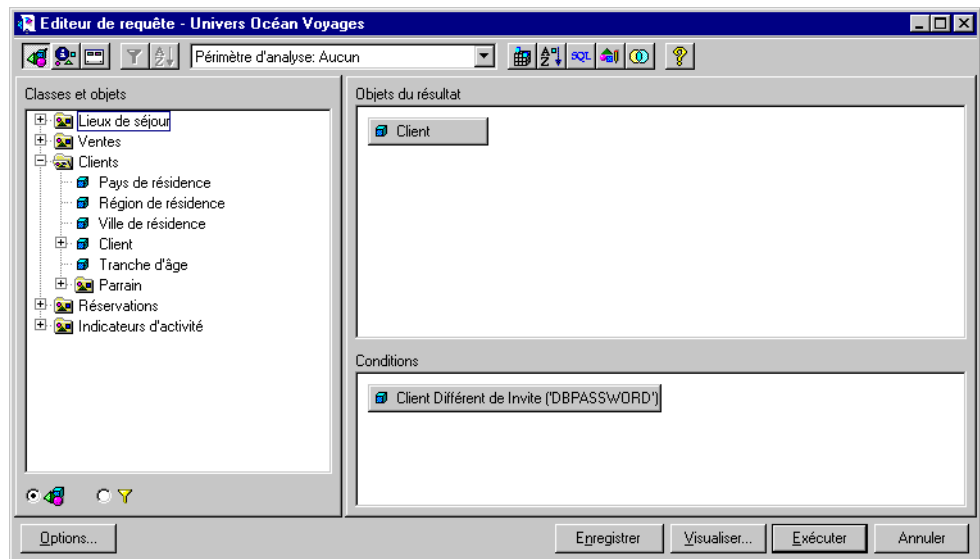 Editeur de requête - Univers Océan Voyages
Périmètre d'analyse: Aucun
SQL
Classes et objets
Lieux de séjour
Ventes
Clients
Pays de résidence
Région de résidence
Ville de résidence
Client
Tranche d'âge
Parrain
Réservations
Indicateurs d'activité
Objets du résultat
Client
Conditions
Client Différent de Invite ('DBPASSWORD')
Options...
Enregistrer
Visualiser...
Exécuter
Annuler